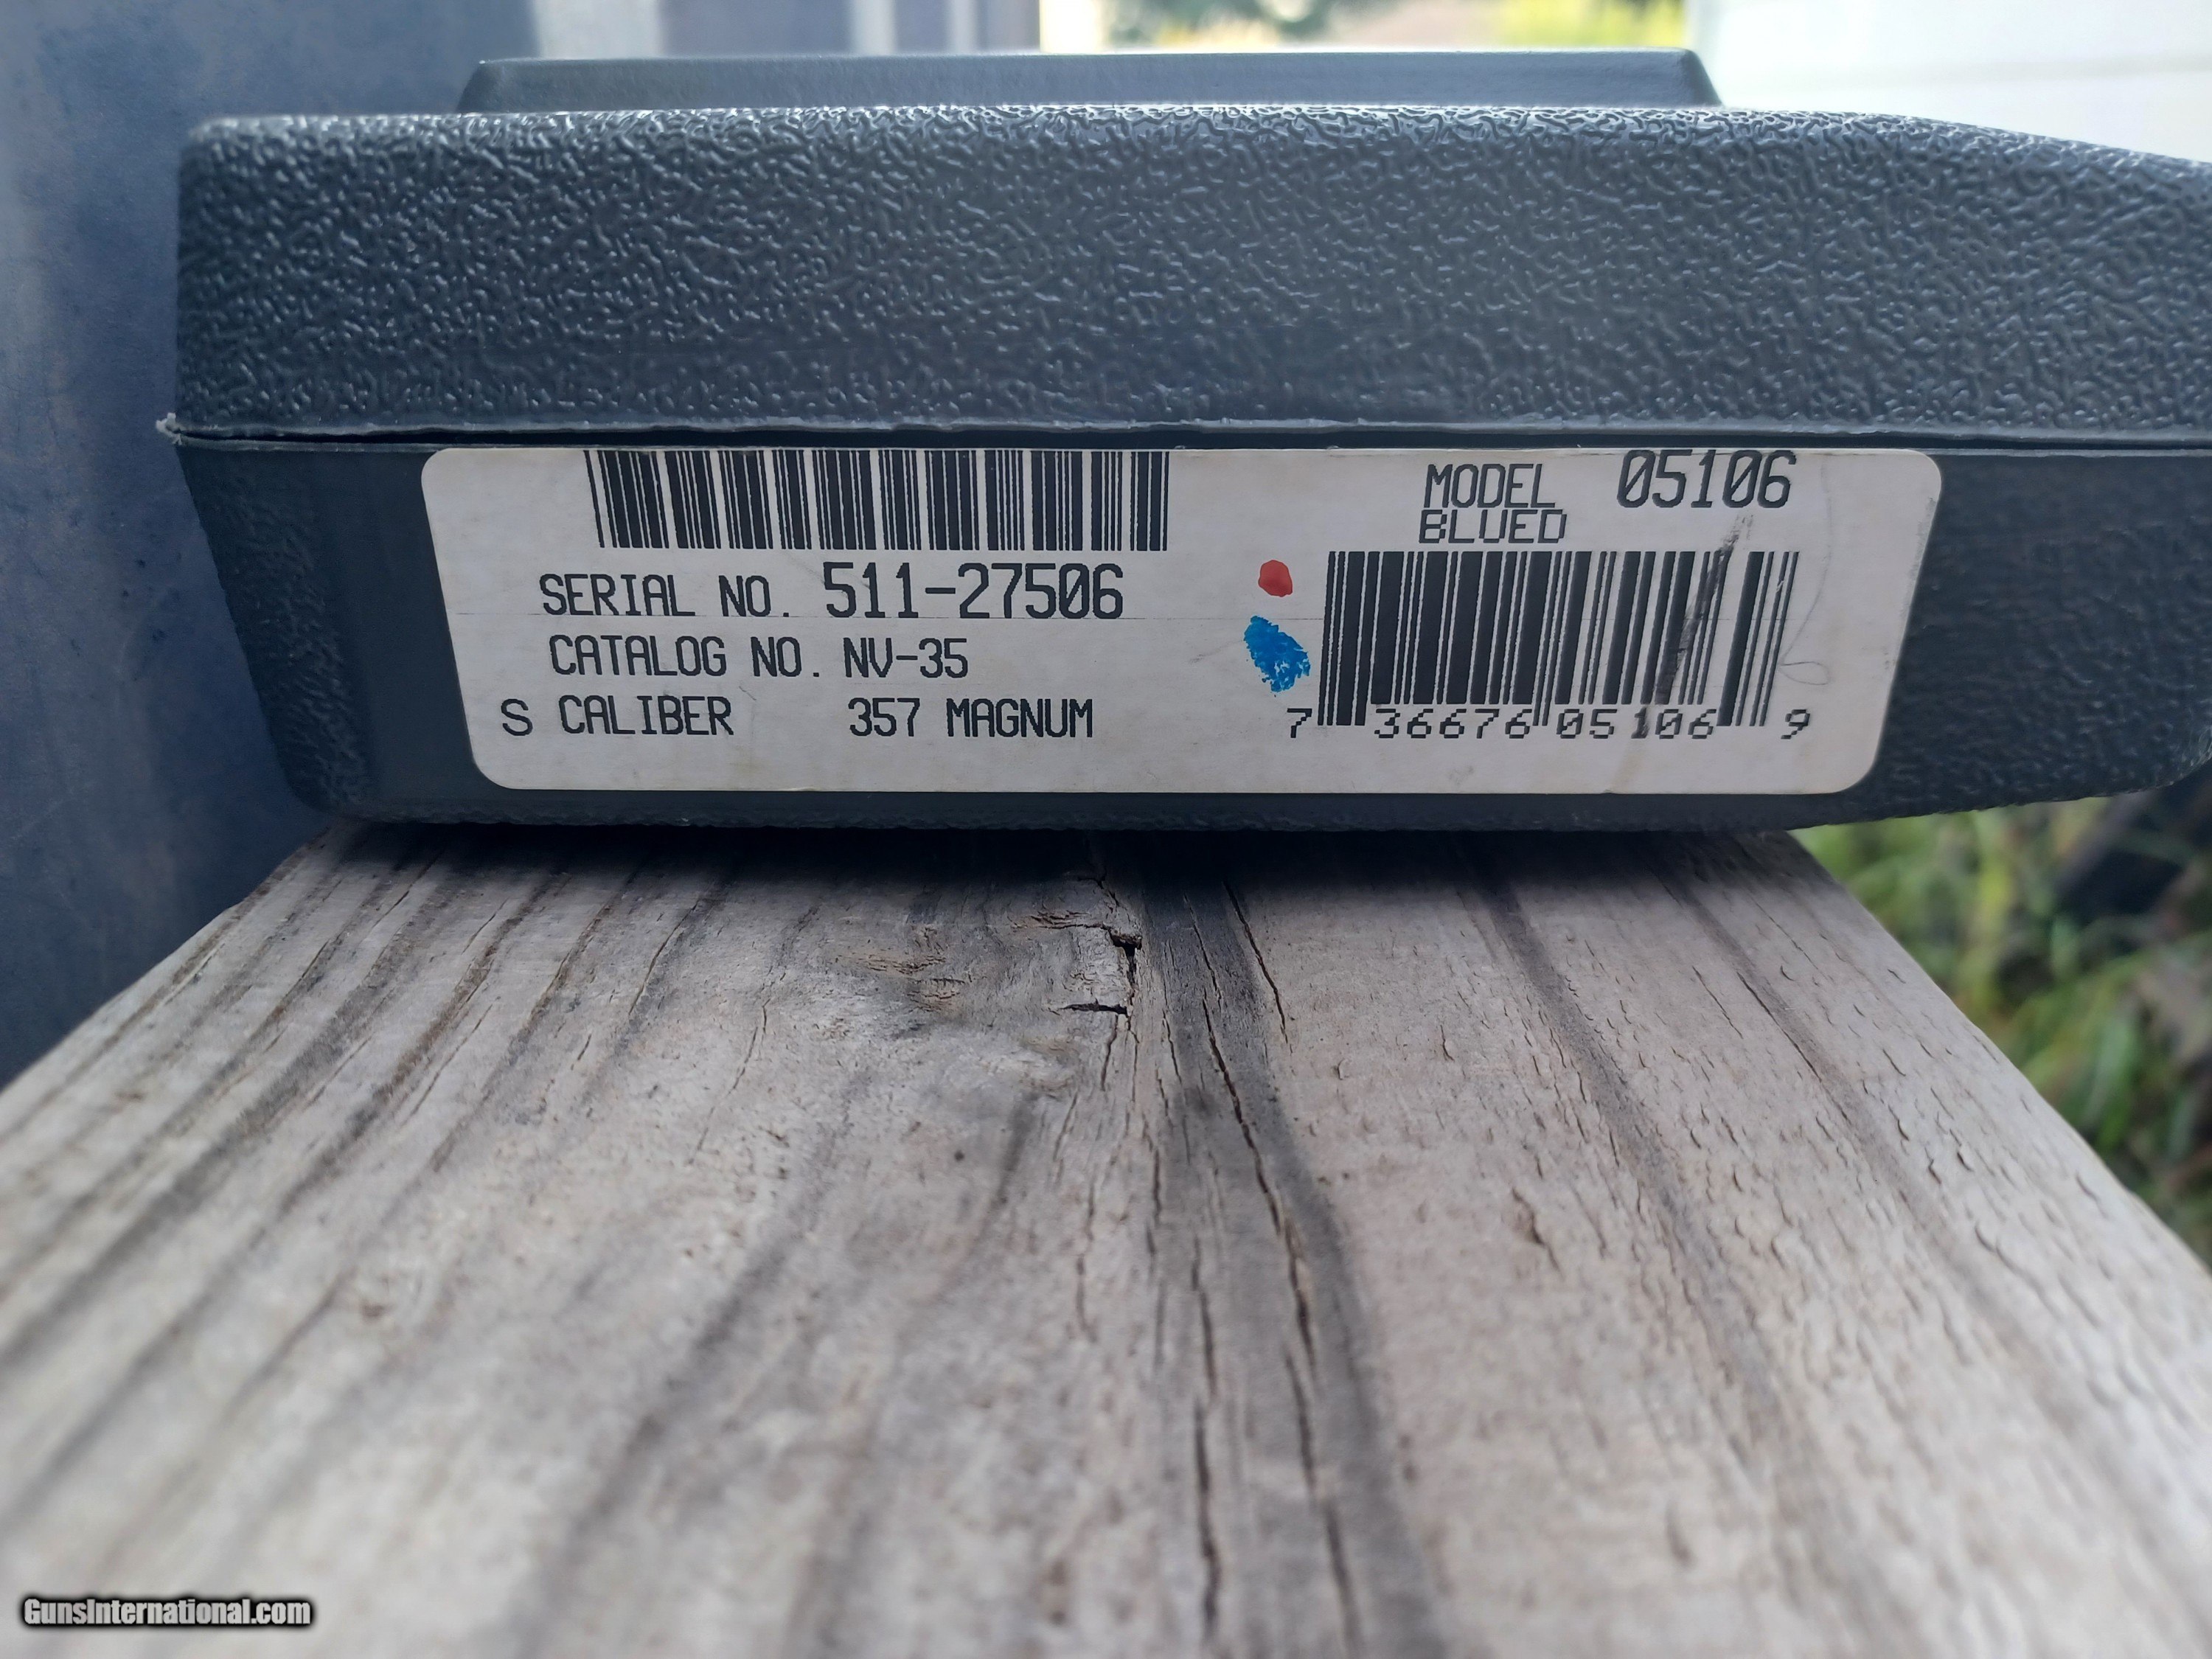 MODEL 05106
BLUED
SERIAL NO. 511-27506
CATALOG NO. NV-35
S CALIBER 357 MAGNUM
7 36676 05106 9
GunsInternational.com